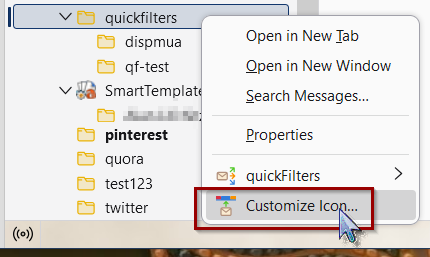 quickfilters
dispmua
qf-test
SmartTemplate
pinterest
quora
test123
twitter
Open in New Tab
Open in New Window
Search Messages...
Properties
quickFilters
Customize Icon...